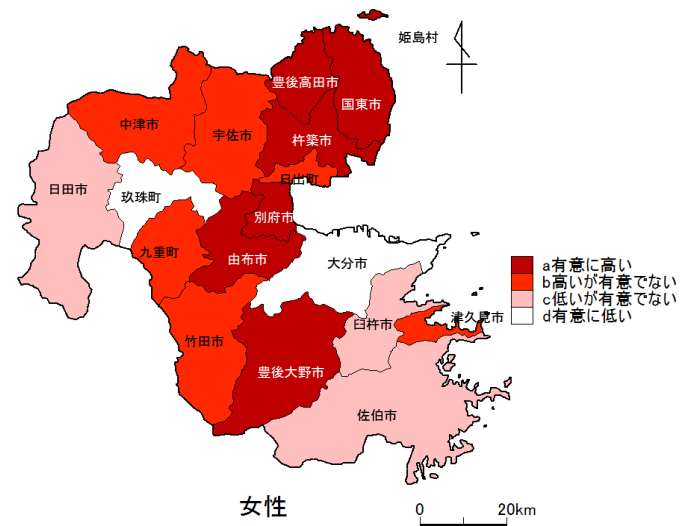 姫島村
豊後高田市
国東市
中津市
宇佐市
杵築市
日出町
日田市
玖珠町
別府市
九重町
由布市
大分市
a有意に高い
b高いが有意でない
c低いが有意でない
d有意に低い
津久見市
臼杵市
竹田市
豊後大野市
佐伯市
女性
0 20km